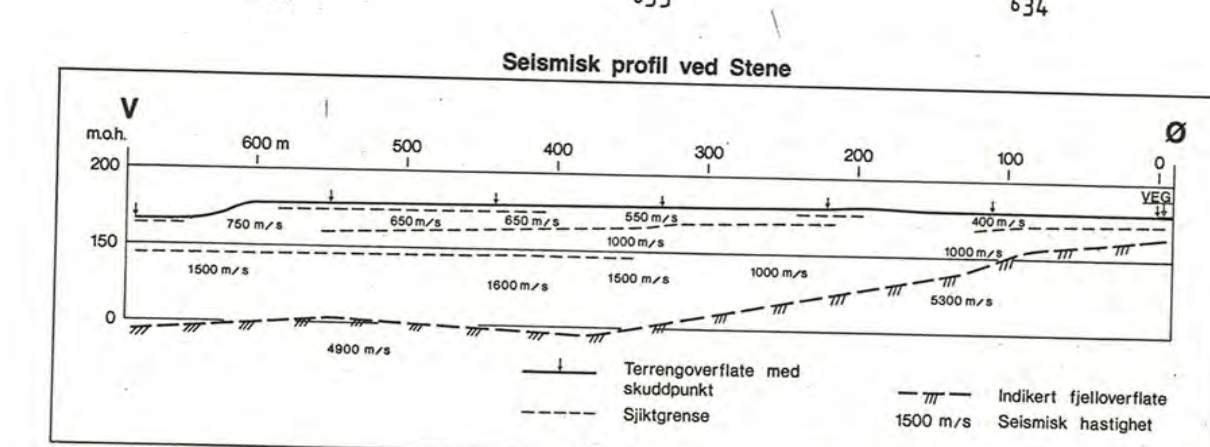 634
Seismisk profil ved Stene
V
Ø
m.o.h.
600 m 500 400 300 200 100 0
200
VEG
750 m/s 650 m/s 650 m/s 550 m/s 400 m/s
150
1000 m/s 1000 m/s
1500 m/s 1600 m/s 1500 m/s 1000 m/s
5300 m/s
0
4900 m/s
Terrengoverflate med
skuddpunkt
Sjiktgrense
Indikert fjelloverflate
1500 m/s Seismisk hastighet